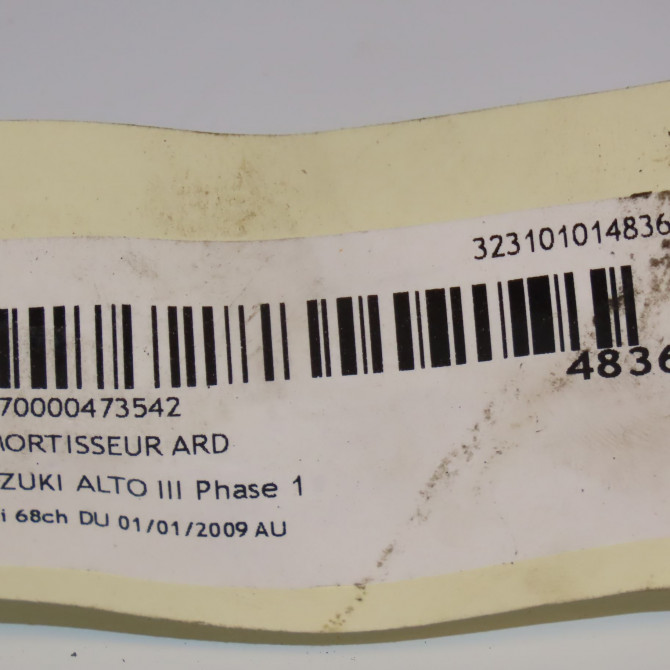 323101014836
4836
70000473542
MORTISSEUR ARD
ZUKI ALTO III Phase 1
i 68ch DU 01/01/2009 AU